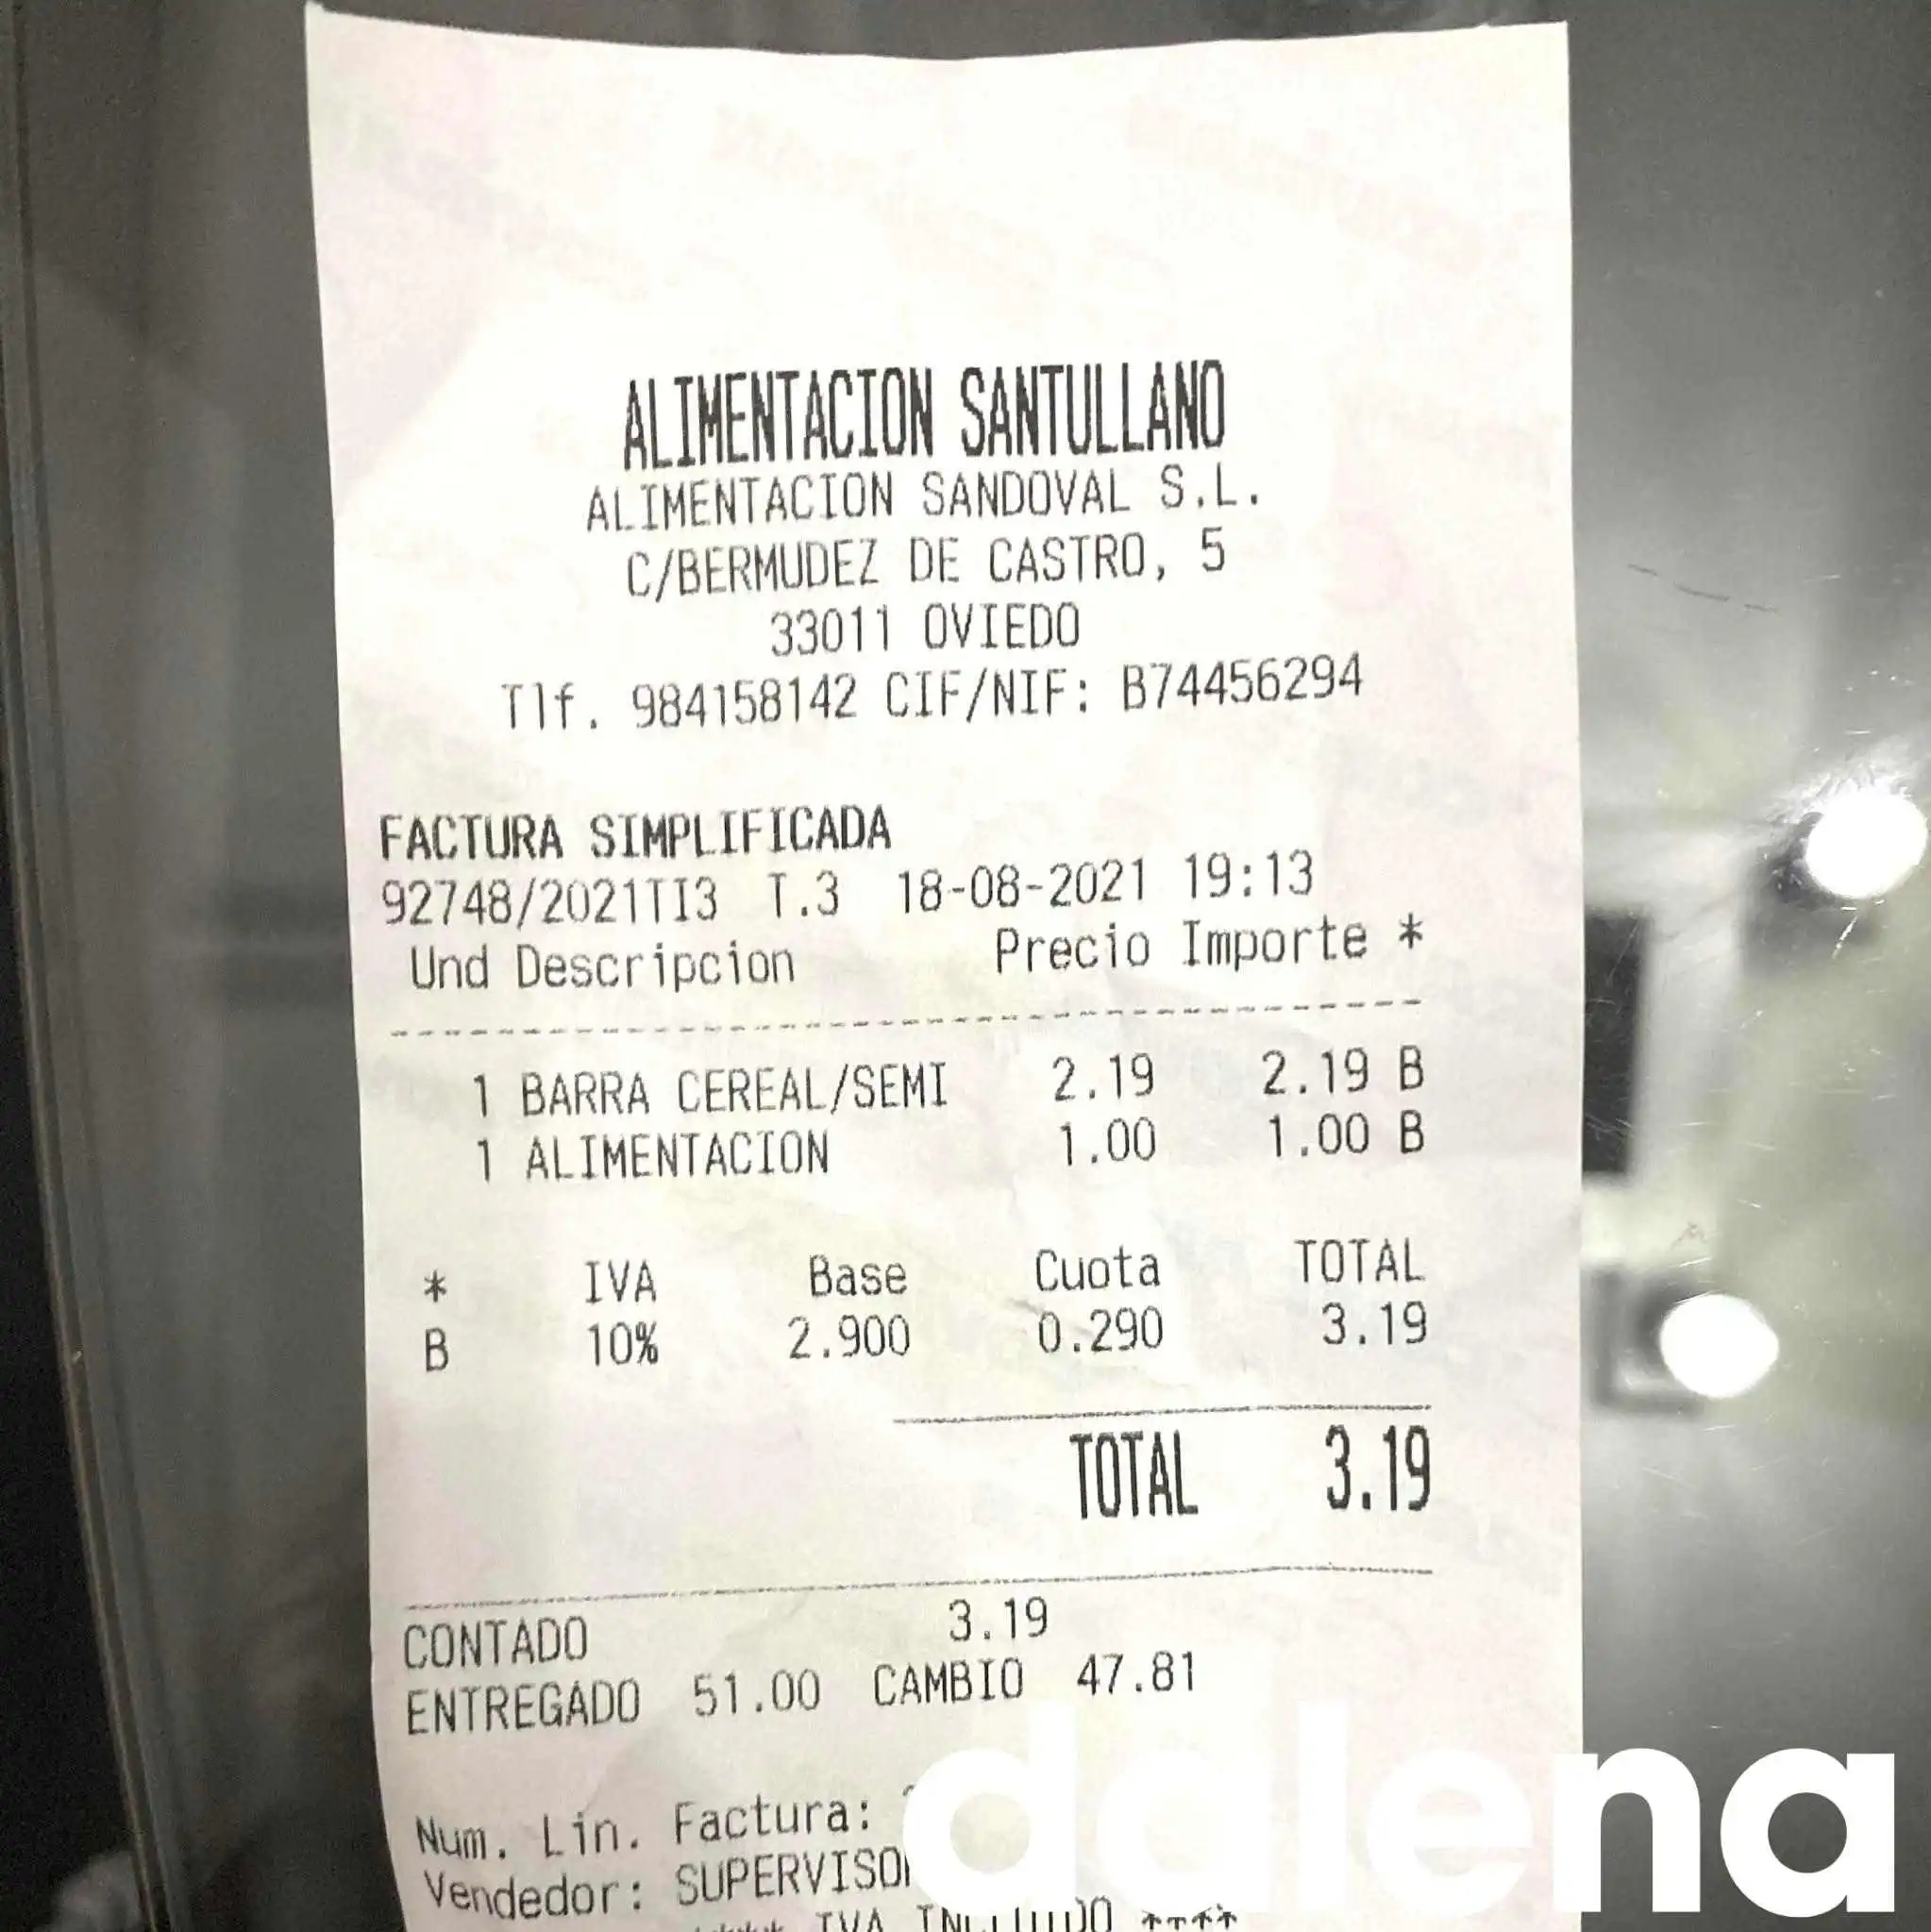 ALIMENTACION SANTULLANO
ALIMENTACION SANDOVAL S.L.
C/BERMUDEZ DE CASTRO, 5
33011 OVIEDO
Tlf. 984158142 CIF/NIF: B74456294
FACTURA SIMPLIFICADA
92748/2021TI3 T.3 18-08-2021 19:13
Und Descripcion Precio Importe *
1 BARRA CEREAL/SEMI 2.19 2.19 B
1 ALIMENTACION 1.00 1.00 B
* IVA Base Cuota TOTAL
B 10% 2.900 0.290 3.19
TOTAL 3.19
CONTADO 3.19
ENTREGADO 51.00 CAMBIO 47.81
Num. Lin. Factura:
Vendedor:
IVA INCLUIDO ****
dalena